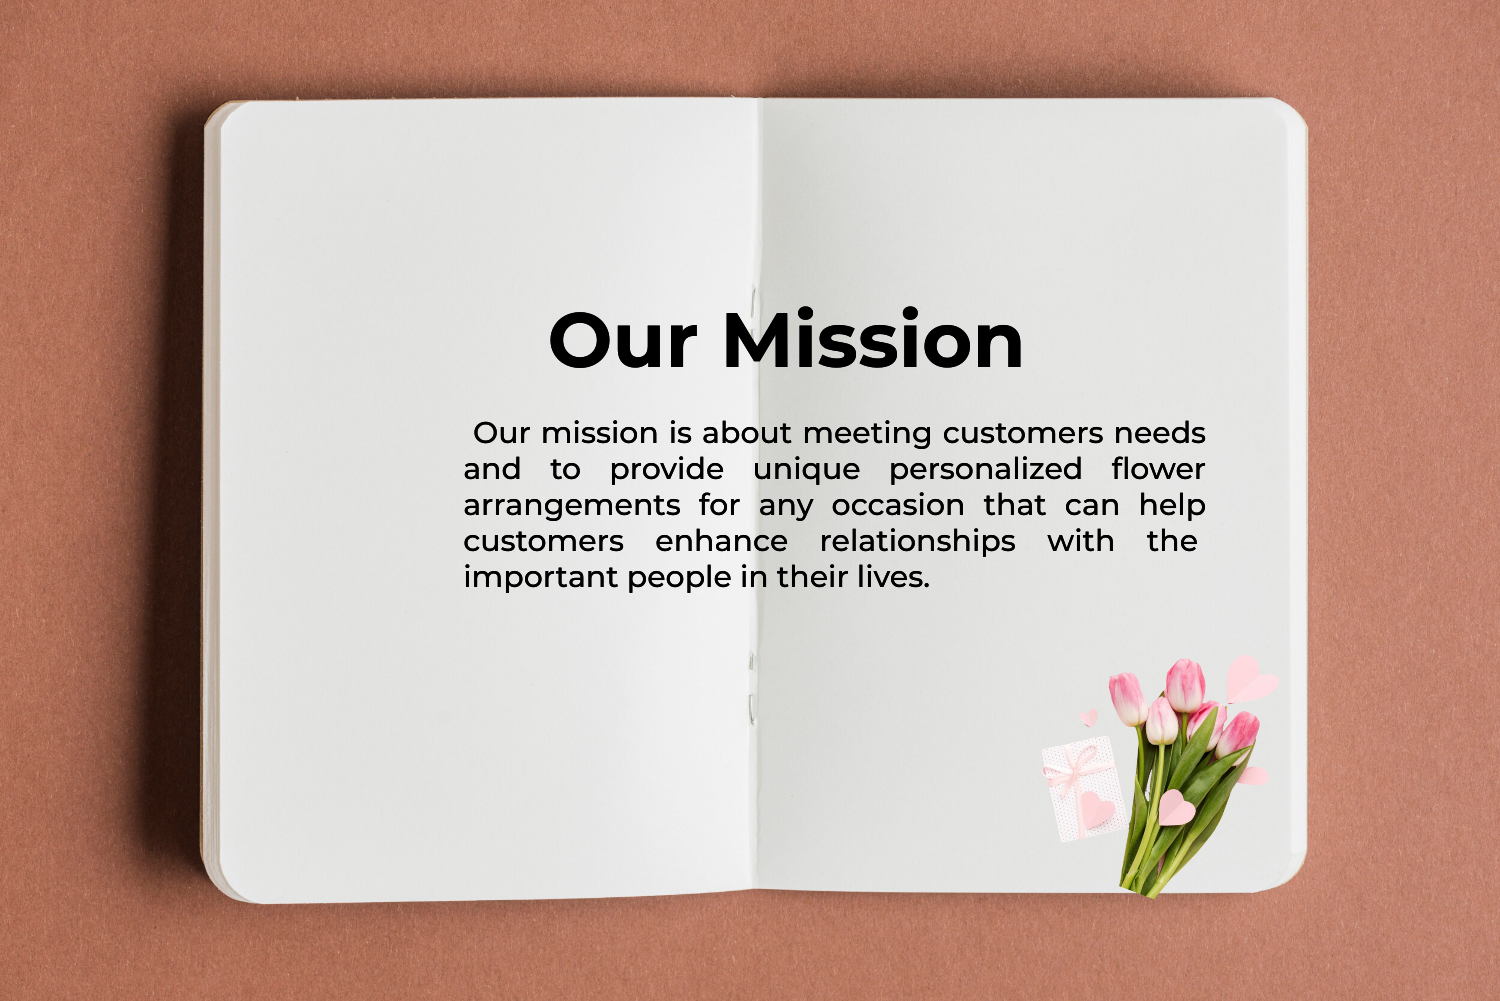 Our Mission
Our mission is about meeting customers needs
and to provide unique personalized flower
arrangements for any occasion that can help
customers enhance relationships with the
important people in their lives.